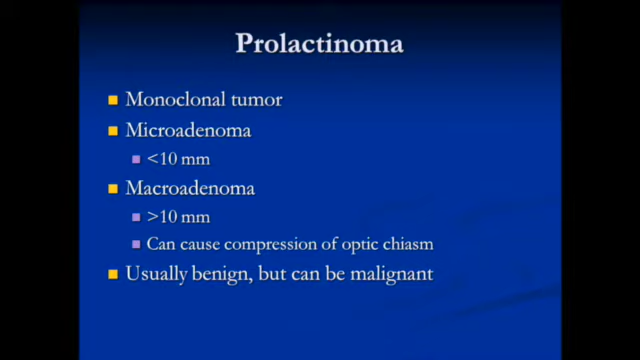 Prolactinoma
Monoclonal tumor
Microadenoma
<10 mm
Macroadenoma
>10 mm
Can cause compression of optic chiasm
Usually benign, but can be malignant